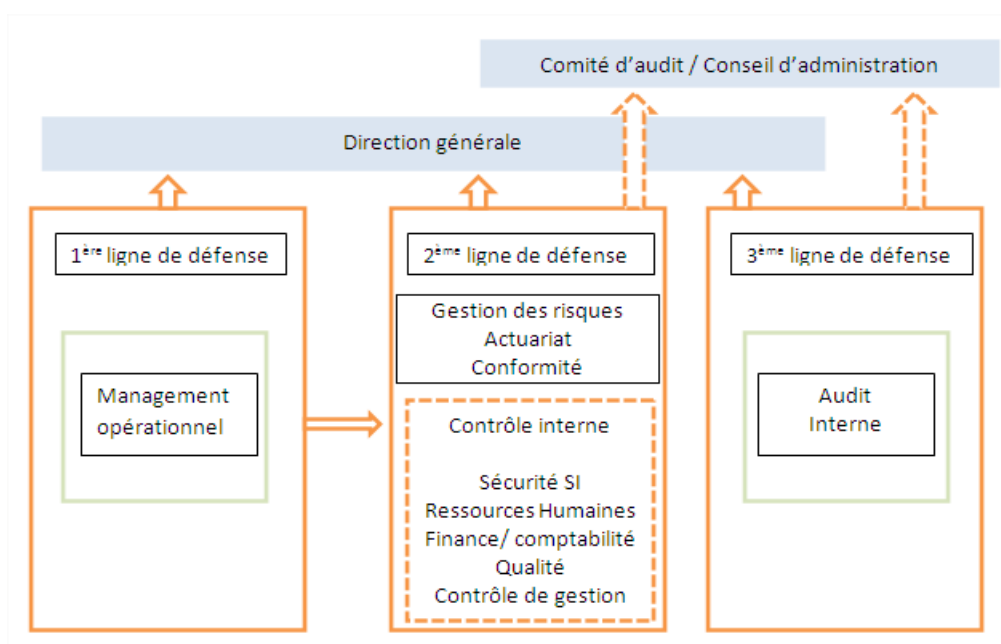 Comité d'audit / Conseil d'administration
Direction générale
1ère ligne de défense
Management
opérationnel
2ème ligne de défense
Gestion des risques
Actuariat
Conformité
Contrôle interne
Sécurité SI
Ressources Humaines
Finance/ comptabilité
Qualité
Contrôle de gestion
3ème ligne de défense
Audit
Interne